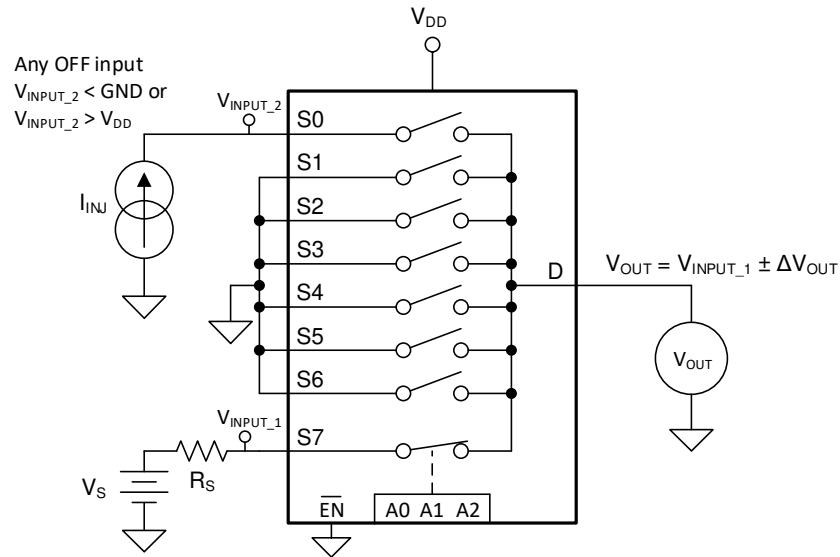 V_DD
Any OFF input
V_INPUT_2 < GND or
V_INPUT_2 > V_DD
V_INPUT_2
S0
S1
S2
S3
S4
S5
S6
S7
I_INJ
D
V_OUT = V_INPUT_1 ± ΔV_OUT
V_OUT
V_INPUT_1
V_S
R_S
E̅N̅
A0 A1 A2